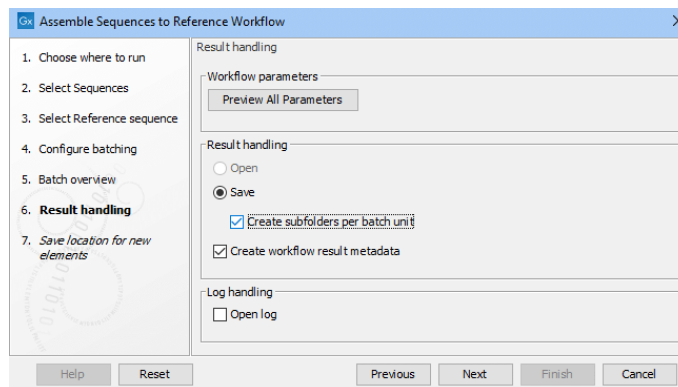 Gx Assemble Sequences to Reference Workflow
1. Choose where to run
2. Select Sequences
3. Select Reference sequence
4. Configure batching
5. Batch overview
6. Result handling
7. Save location for new
elements
Result handling
Workflow parameters
Preview All Parameters
Result handling
Open
Save
Create subfolders per batch unit
Create workflow result metadata
Log handling
Open log
Help Reset Previous Next Finish Cancel